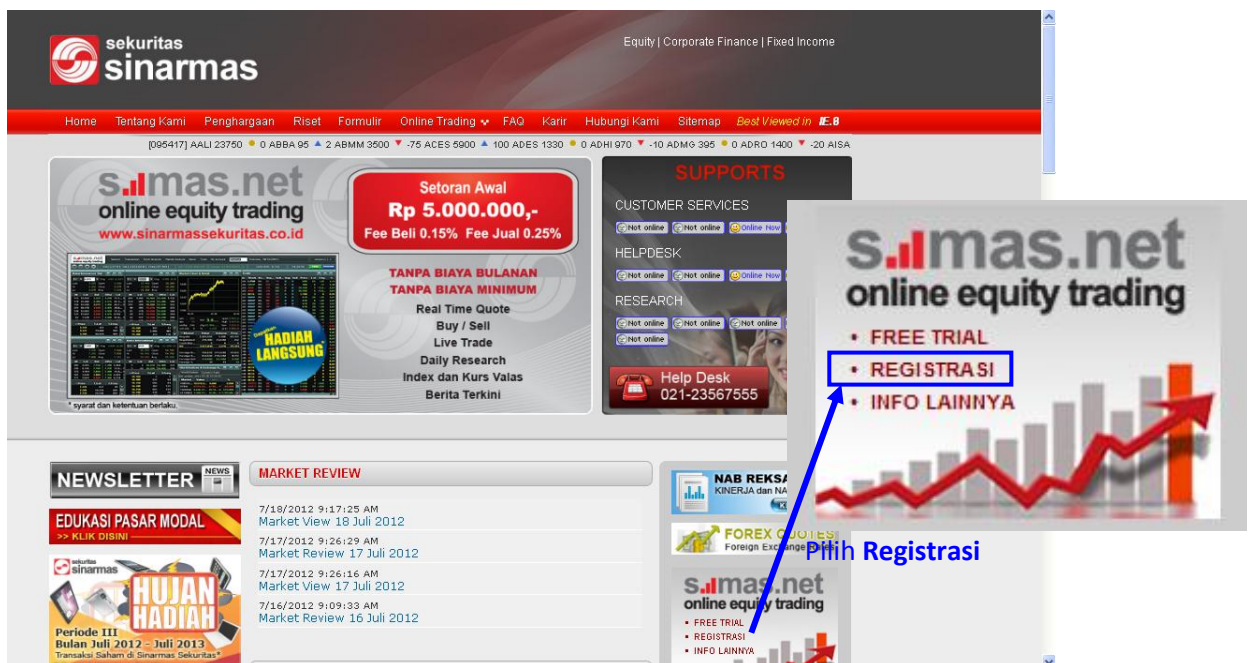 sekuritas
sinarmas
Equity | Corporate Finance | Fixed Income
Home Tentang Kami Penghargaan Riset Formulir Online Trading FAQ Karir Hubungi Kami Sitemap Best Viewed in IE.8
[095417] AALI 23750 0 ABBA 95 2 ABMM 3500 -75 ACES 5900 100 ADES 1330 0 ADHI 970 -10 ADMG 395 0 ADRO 1400 -20 AISA
s.mas.net
online equity trading
www.sinarmassekuritas.co.id
Setoran Awal
Rp 5.000.000,-
Fee Beli 0.15% Fee Jual 0.25%
TANPA BIAYA BULANAN
TANPA BIAYA MINIMUM
Real Time Quote
Buy / Sell
Live Trade
Daily Research
Index dan Kurs Valas
Berita Terkini
HADIAH
LANGSUNG
* syarat dan ketentuan berlaku.
SUPPORTS
CUSTOMER SERVICES
Not online Not online Online Now
HELPDESK
Not online Not online Online Now
RESEARCH
Not online Not online Not online
Not online
Help Desk
021-23567555
s.mas.net
online equity trading
• FREE TRIAL
• REGISTRASI
• INFO LAINNYA
Pilih Registrasi
NEWSLETTER NEWS
EDUKASI PASAR MODAL
>> KLIK DISINI
sekuritas
sinarmas
HUJAN
HADIAH
Periode III
Bulan Juli 2012 - Juli 2013
Transaksi Saham di Sinarmas Sekuritas*
MARKET REVIEW
7/18/2012 9:17:25 AM
Market View 18 Juli 2012
7/17/2012 9:26:29 AM
Market Review 17 Juli 2012
7/17/2012 9:26:16 AM
Market View 17 Juli 2012
7/16/2012 9:09:33 AM
Market Review 16 Juli 2012
NAB REKSA
KINERJA dan NA
FOREX QUOTES
Foreign Exchange Rates
s.mas.net
online equity trading
• FREE TRIAL
• REGISTRASI
• INFO LAINNYA